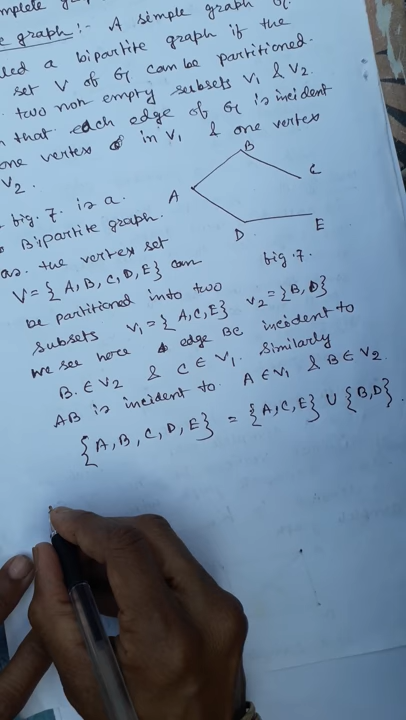 mplete
graph:- A simple graph G.
lled a bipartite graph if the
set V of G can be partitioned.
two non empty subsets V1 & V2.
that each edge of G is incident
one vertex of in V1 & one vertex
V2.
fig. 7. is a.
Bipartite graph.
as. the vertex set
V = { A, B, C, D, E } can
be partitioned into two
subsets V1 = { A, C, E } V2 = { B, D }
We see here edge BC incident to
B. ∈ V2 & C ∈ V1. Similarly
AB is incident to. A ∈ V1 & B ∈ V2.
{ A, B, C, D, E } = { A, C, E } U { B, D }.
B
C
A
D
E
fig. 7.